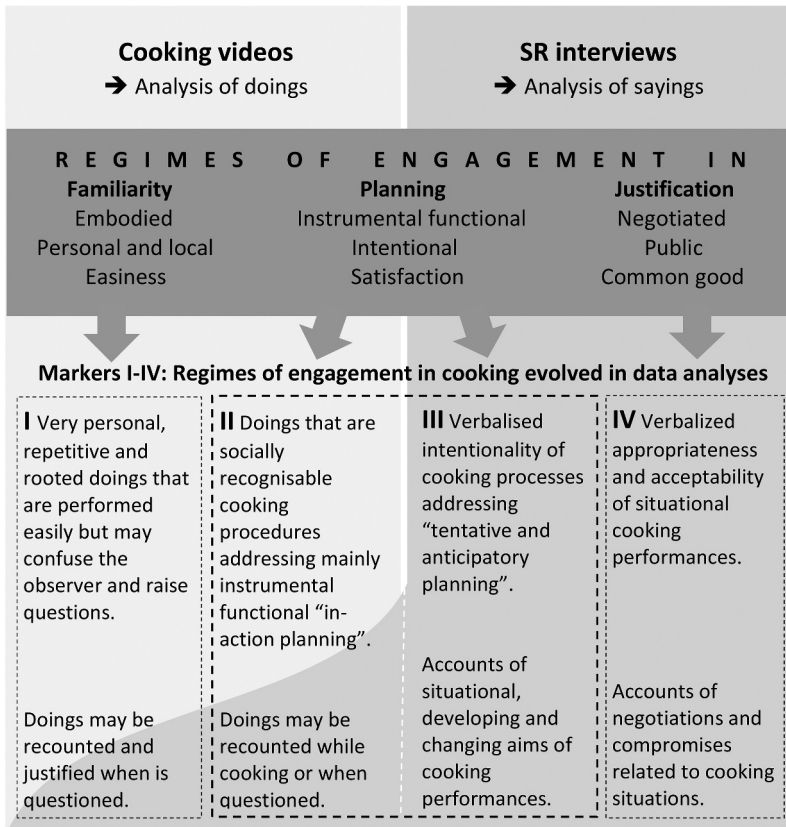 Cooking videos
➔ Analysis of doings
SR interviews
➔ Analysis of sayings
REGIMES OF ENGAGEMENT IN
Familiarity
Embodied
Personal and local
Easiness
Planning
Instrumental functional
Intentional
Satisfaction
Justification
Negotiated
Public
Common good
Markers I-IV: Regimes of engagement in cooking evolved in data analyses
I Very personal,
repetitive and
rooted doings that
are performed
easily but may
confuse the
observer and raise
questions.
Doings may be
recounted and
justified when is
questioned.
II Doings that are
socially
recognisable
cooking
procedures
addressing mainly
instrumental
functional “in-
action planning”.
Doings may be
recounted while
cooking or when
questioned.
III Verbalised
intentionality of
cooking processes
addressing
“tentative and
anticipatory
planning”.
Accounts of
situational,
developing and
changing aims of
cooking
performances.
IV Verbalized
appropriateness
and acceptability
of situational
cooking
performances.
Accounts of
negotiations and
compromises
related to cooking
situations.